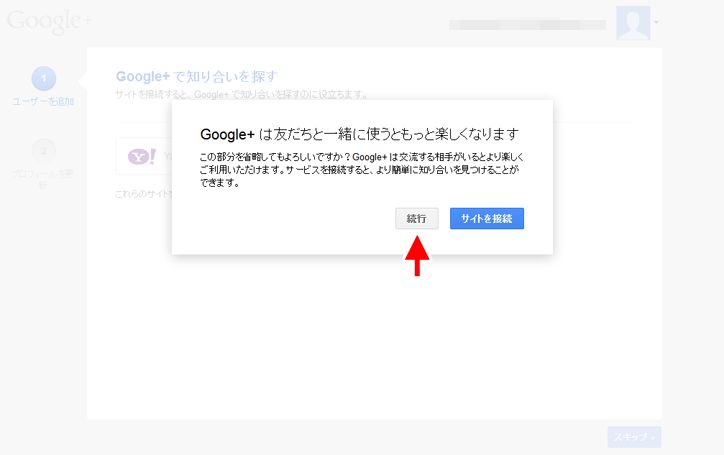 Google+
1
ユーザーを追加
2
プロフィールを更
新
Google+ で知り合いを探す
サイトを接続すると、Google+ で知り合いを探すのに役立ちます。
Y!
これらのサイトを
Google+ は友だちと一緒に使うともっと楽しくなります
この部分を省略してもよろしいですか？Google+ は交流する相手がいるとより楽しく
ご利用いただけます。サービスを接続すると、より簡単に知り合いを見つけることが
できます。
続行
サイトを接続
スキップ »